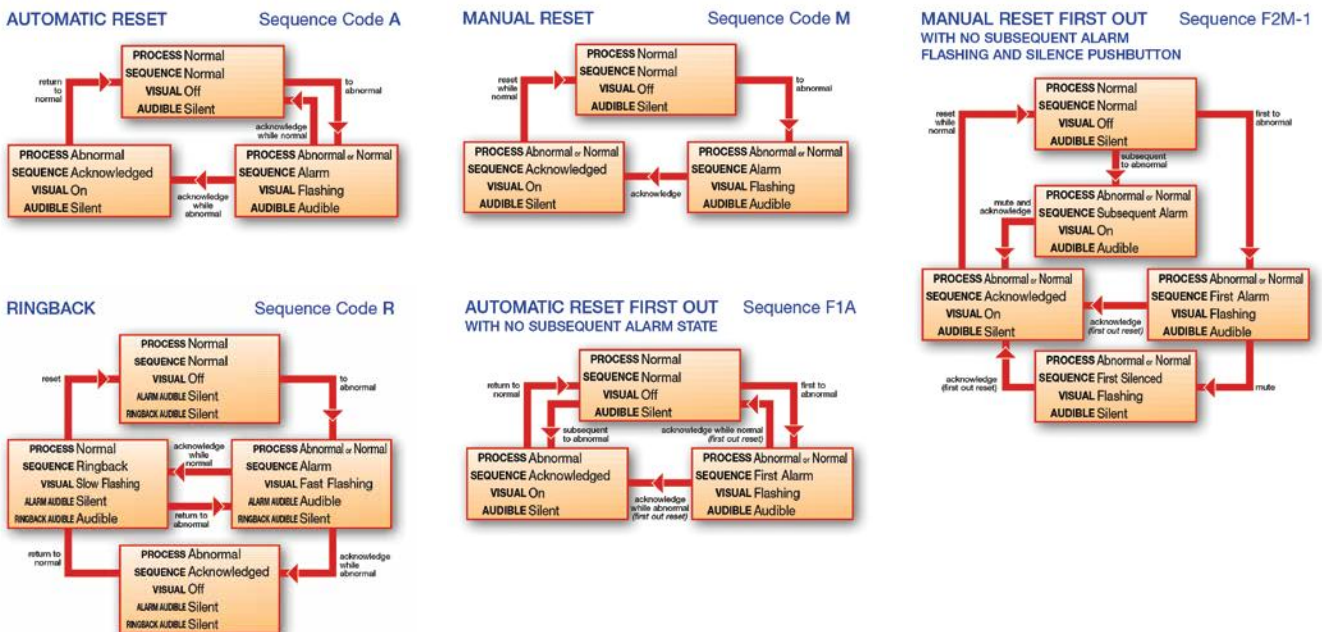 AUTOMATIC RESET Sequence Code A
PROCESS Normal
SEQUENCE Normal
VISUAL Off
AUDIBLE Silent
return
to
normal
to
abnormal
acknowledge
while normal
PROCESS Abnormal
SEQUENCE Acknowledged
VISUAL On
AUDIBLE Silent
acknowledge
while
abnormal
PROCESS Abnormal or Normal
SEQUENCE Alarm
VISUAL Flashing
AUDIBLE Audible
MANUAL RESET Sequence Code M
PROCESS Normal
SEQUENCE Normal
VISUAL Off
AUDIBLE Silent
reset
while
normal
to
abnormal
PROCESS Abnormal or Normal
SEQUENCE Acknowledged
VISUAL On
AUDIBLE Silent
acknowledge
PROCESS Abnormal or Normal
SEQUENCE Alarm
VISUAL Flashing
AUDIBLE Audible
MANUAL RESET FIRST OUT Sequence F2M-1
WITH NO SUBSEQUENT ALARM
FLASHING AND SILENCE PUSHBUTTON
PROCESS Normal
SEQUENCE Normal
VISUAL Off
AUDIBLE Silent
reset
while
normal
first to
abnormal
subsequent
to abnormal
PROCESS Abnormal or Normal
SEQUENCE Subsequent Alarm
VISUAL On
AUDIBLE Audible
mute and
acknowledge
PROCESS Abnormal or Normal
SEQUENCE Acknowledged
VISUAL On
AUDIBLE Silent
acknowledge
(first out reset)
PROCESS Abnormal or Normal
SEQUENCE First Alarm
VISUAL Flashing
AUDIBLE Audible
acknowledge
(first out reset)
PROCESS Abnormal or Normal
SEQUENCE First Silenced
VISUAL Flashing
AUDIBLE Silent
mute
RINGBACK Sequence Code R
PROCESS Normal
SEQUENCE Normal
VISUAL Off
ALARM AUDIBLE Silent
RINGBACK AUDIBLE Silent
reset
to
abnormal
PROCESS Normal
SEQUENCE Ringback
VISUAL Slow Flashing
ALARM AUDIBLE Silent
RINGBACK AUDIBLE Audible
acknowledge
while
normal
return to
abnormal
PROCESS Abnormal or Normal
SEQUENCE Alarm
VISUAL Fast Flashing
ALARM AUDIBLE Audible
RINGBACK AUDIBLE Silent
return to
normal
acknowledge
while
abnormal
PROCESS Abnormal
SEQUENCE Acknowledged
VISUAL Off
ALARM AUDIBLE Silent
RINGBACK AUDIBLE Silent
AUTOMATIC RESET FIRST OUT Sequence F1A
WITH NO SUBSEQUENT ALARM STATE
PROCESS Normal
SEQUENCE Normal
VISUAL Off
AUDIBLE Silent
return to
normal
first to
abnormal
subsequent
to abnormal
acknowledge while normal
(first out reset)
PROCESS Abnormal
SEQUENCE Acknowledged
VISUAL On
AUDIBLE Silent
acknowledge
while abnormal
(first out reset)
PROCESS Abnormal or Normal
SEQUENCE First Alarm
VISUAL Flashing
AUDIBLE Audible